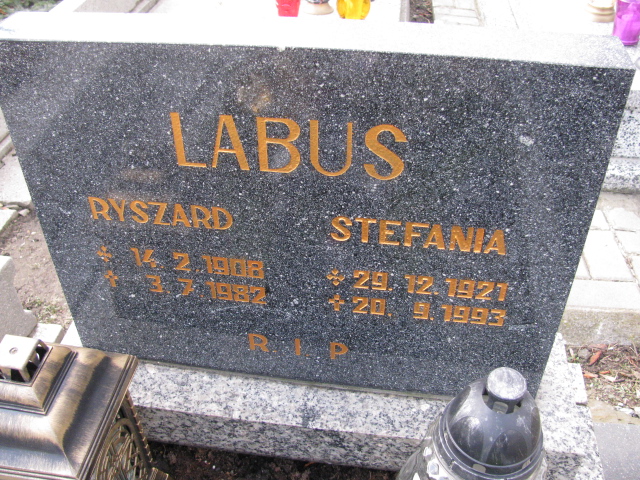 LABUS
RYSZARD
14. 2. 1908
3. 7. 1982
STEFANIA
29. 12. 1921
20. 9. 1993
R I P